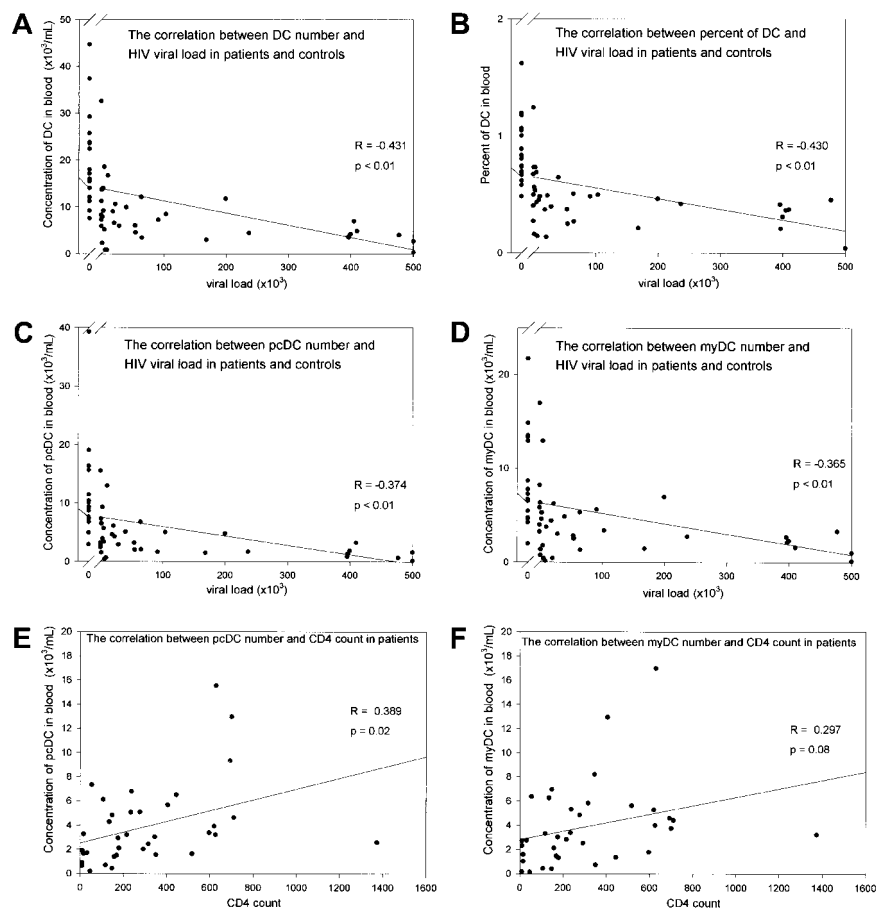 A
Concentration of DC in blood (x10³/mL)
50
40
30
20
10
0
The correlation between DC number and
HIV viral load in patients and controls
R = -0.431
p < 0.01
0 100 200 300 400 500
viral load (x10³)
B
Percent of DC in blood
2
1
0
The correlation between percent of DC and
HIV viral load in patients and controls
R = -0.430
p < 0.01
0 100 200 300 400 500
viral load (x10³)
C
Concentration of pcDC in blood (x10³/mL)
40
30
20
10
0
The correlation between pcDC number and
HIV viral load in patients and controls
R = -0.374
p < 0.01
0 100 200 300 400 500
viral load (x10³)
D
Concentration of myDC in blood (x10³/mL)
20
10
0
The correlation between myDC number and
HIV viral load in patients and controls
R = -0.365
p < 0.01
0 100 200 300 400 500
viral load (x10³)
E
Concentration of pcDC in blood (x10³/mL)
20
18
16
14
12
10
8
6
4
2
0
The correlation between pcDC number and CD4 count in patients
R = 0.389
p = 0.02
0 200 400 600 800 1000 1200 1400 1600
CD4 count
F
Concentration of myDC in blood (x10³/mL)
20
18
16
14
12
10
8
6
4
2
0
The correlation between myDC number and CD4 count in patients
R = 0.297
p = 0.08
0 200 400 600 800 1000 1200 1400 1600
CD4 count